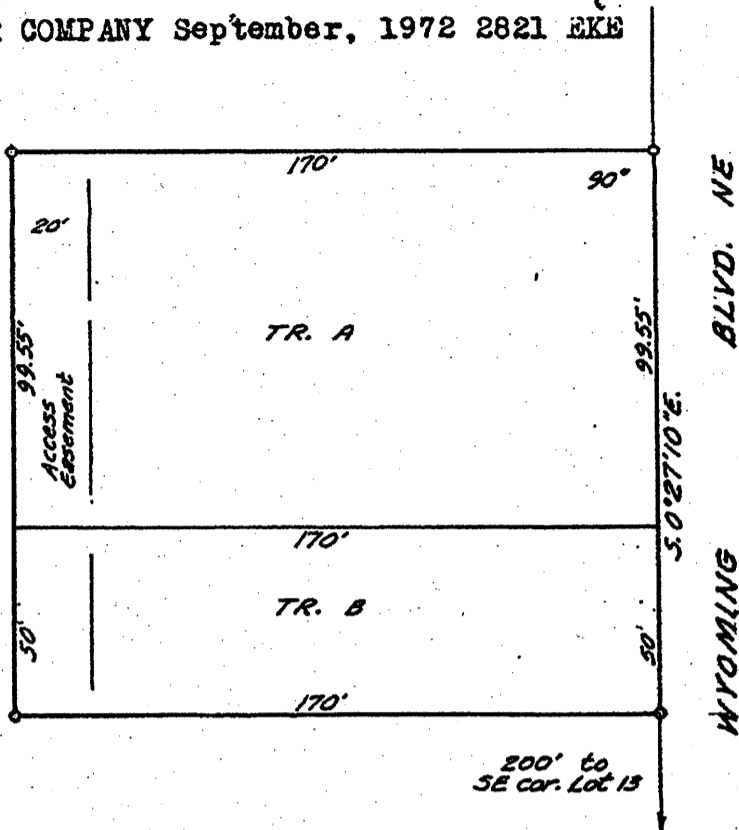 COMPANY September, 1972 2821 EKE
170'
90°
20'
TR. A
99.55'
99.55'
Access
Easement
S. 0°27'10"E.
BLVD. NE
WYOMING
170'
TR. B
50'
50'
170'
200' to
SE cor. Lot 13